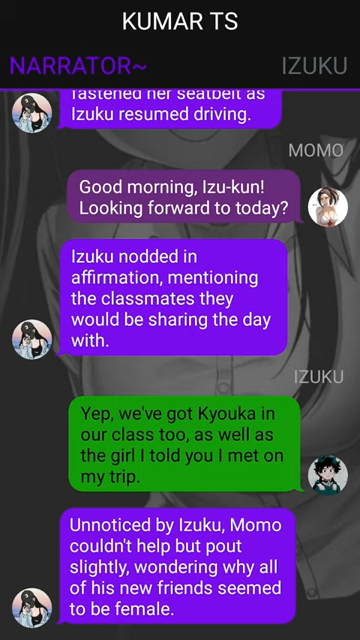 KUMAR TS
NARRATOR~
IZUKU
fastened her seatbelt as
Izuku resumed driving.
MOMO
Good morning, Izu-kun!
Looking forward to today?
Izuku nodded in
affirmation, mentioning
the classmates they
would be sharing the day
with.
IZUKU
Yep, we've got Kyouka in
our class too, as well as
the girl I told you I met on
my trip.
Unnoticed by Izuku, Momo
couldn't help but pout
slightly, wondering why all
of his new friends seemed
to be female.